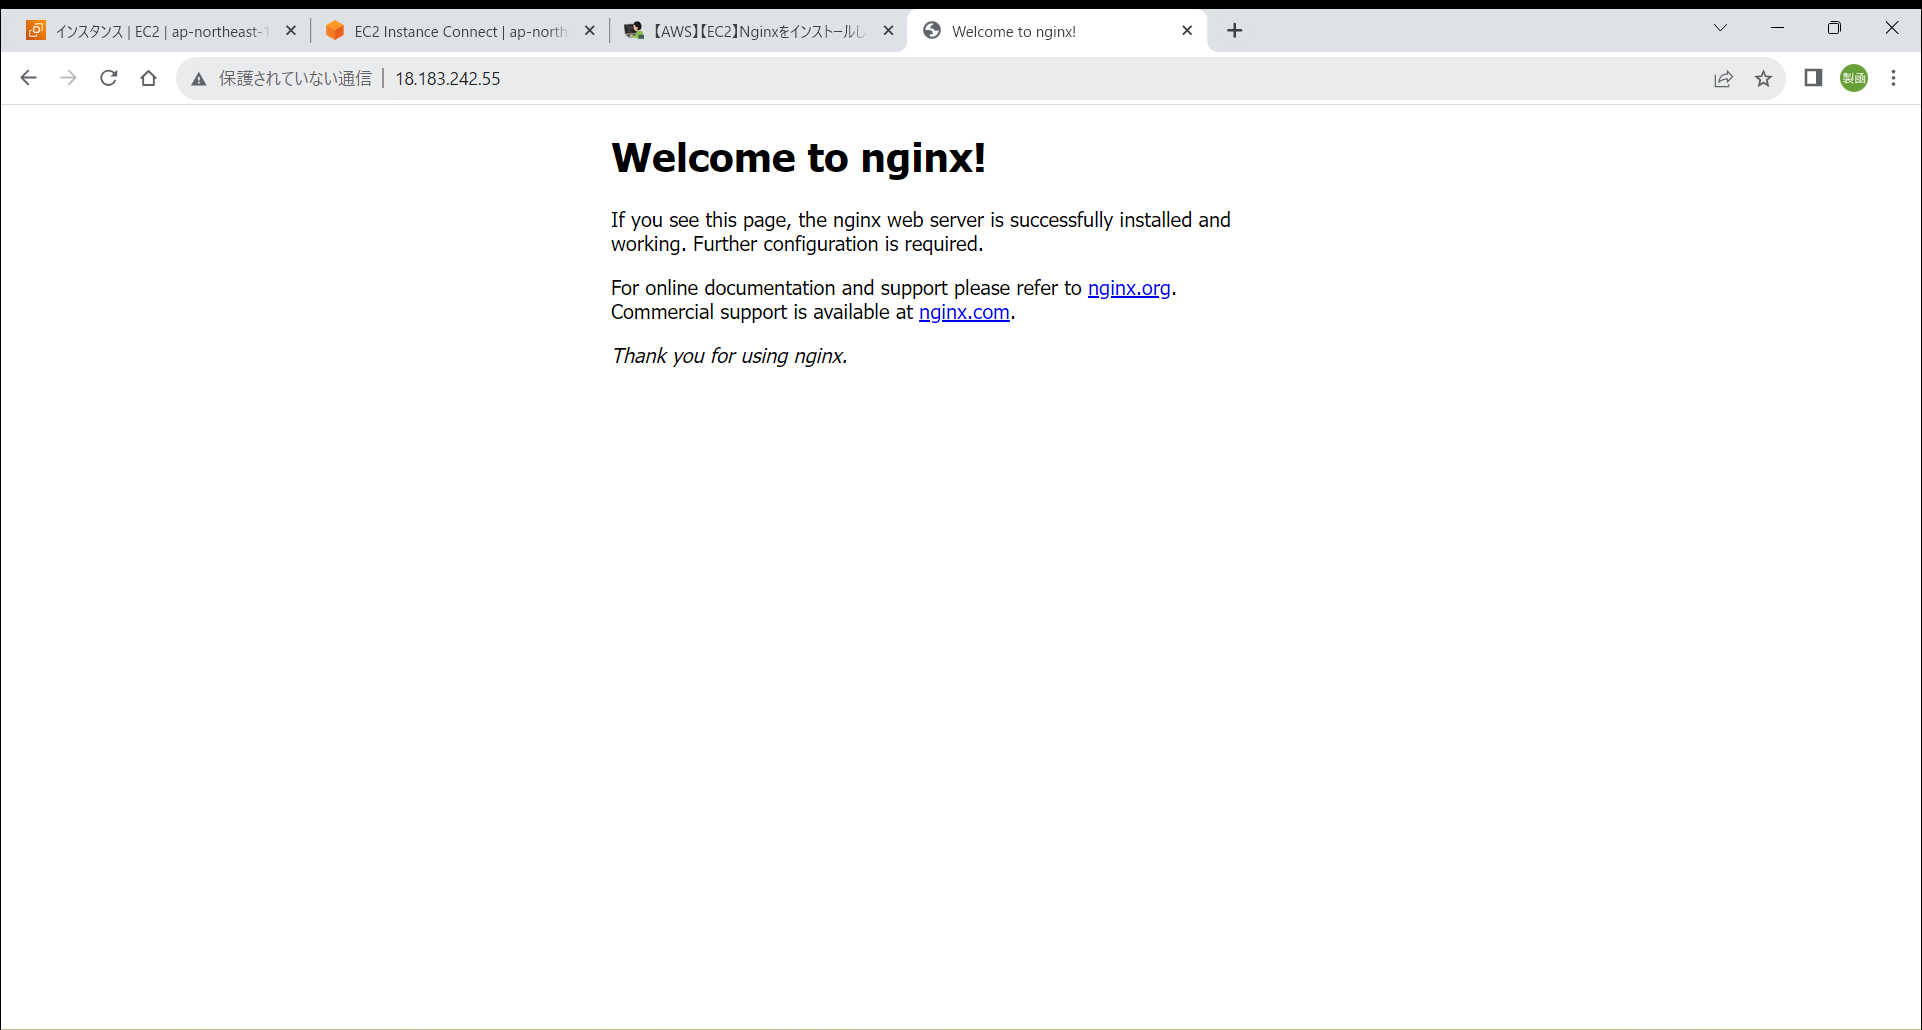 インスタンス | EC2 | ap-northeast-1
EC2 Instance Connect | ap-north
【AWS】【EC2】Nginxをインストールし
Welcome to nginx!
保護されていない通信
18.183.242.55
製函
Welcome to nginx!
If you see this page, the nginx web server is successfully installed and
working. Further configuration is required.
For online documentation and support please refer to nginx.org.
Commercial support is available at nginx.com.
Thank you for using nginx.